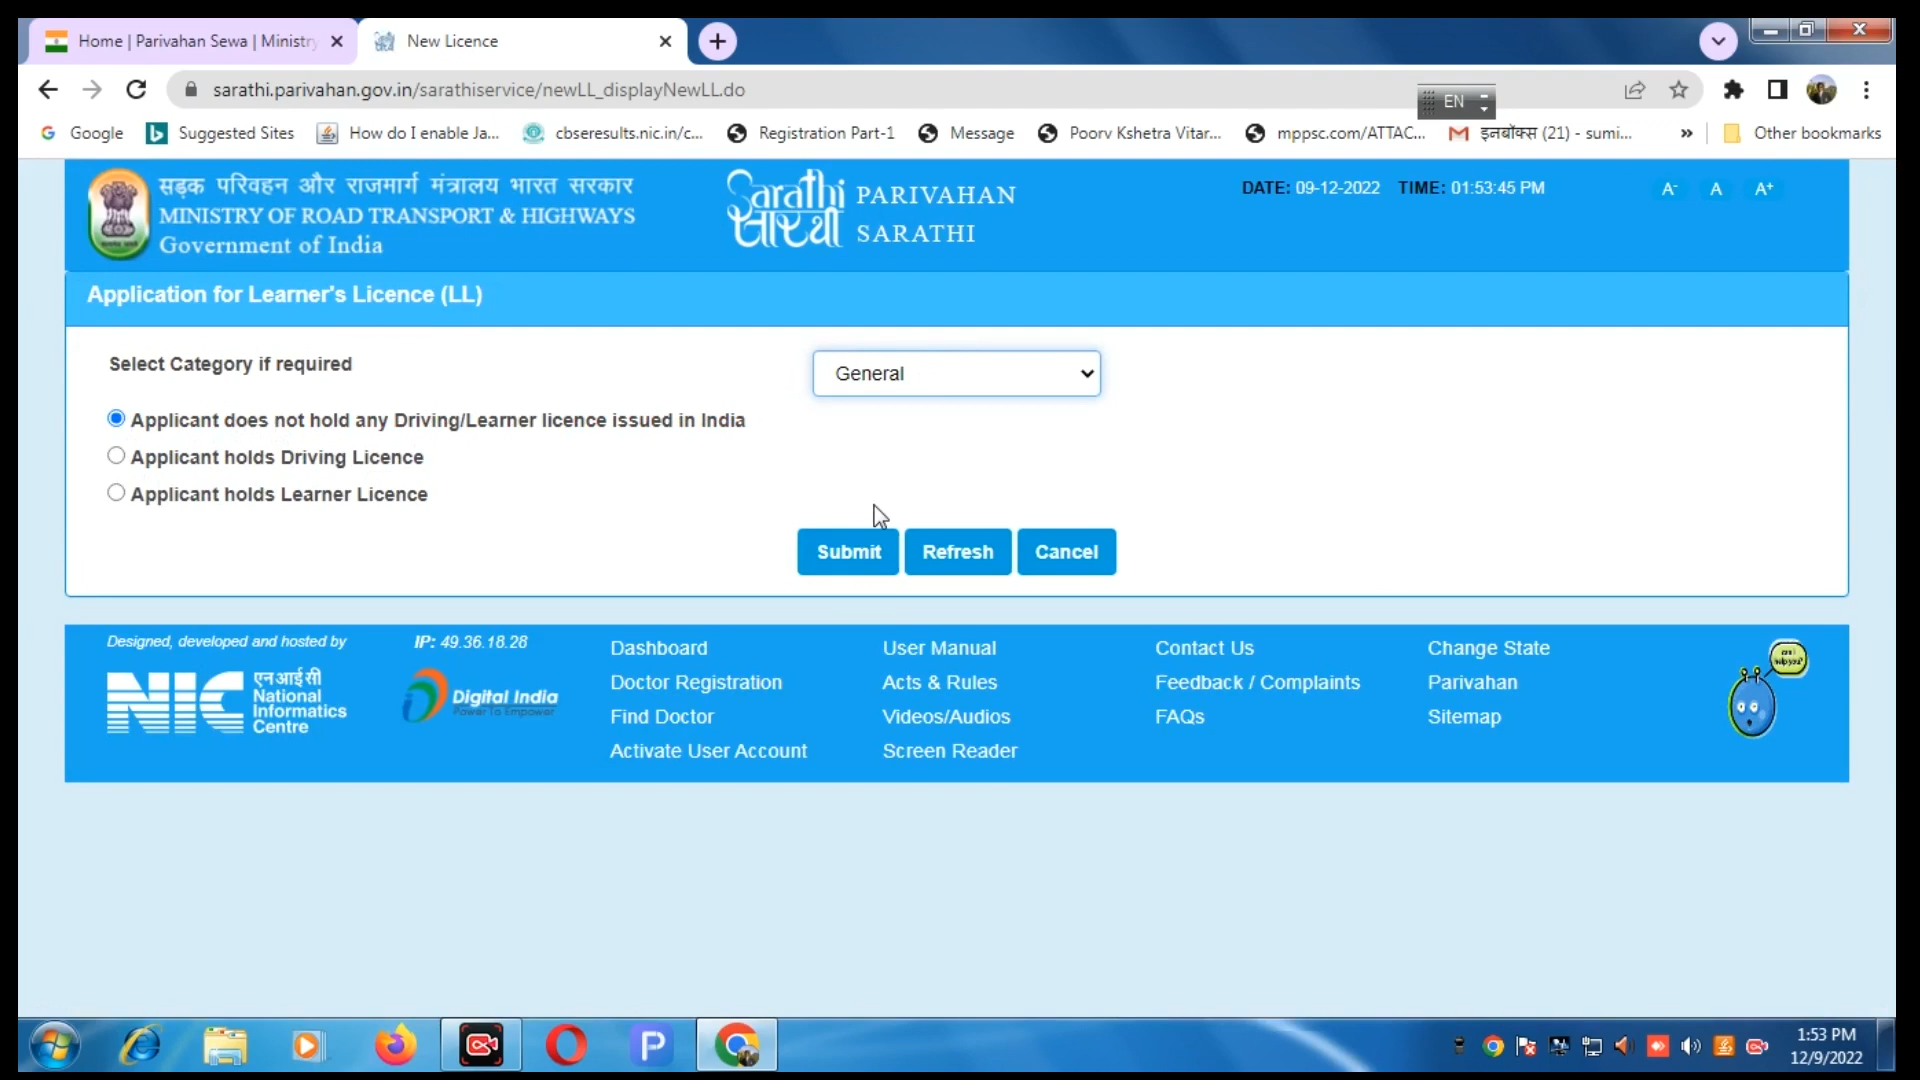 Home | Parivahan Sewa | Ministry
New Licence
sarathi.parivahan.gov.in/sarathiservice/newLL_displayNewLL.do
EN
Google
Suggested Sites
How do I enable Ja...
cbseresults.nic.in/c...
Registration Part-1
Message
Poorv Kshetra Vitar...
mppsc.com/ATTAC...
इनबॉक्स (21) - sumi...
»
Other bookmarks
सड़क परिवहन और राजमार्ग मंत्रालय भारत सरकार
MINISTRY OF ROAD TRANSPORT & HIGHWAYS
Government of India
Sarathi
सारथी
PARIVAHAN
SARATHI
DATE: 09-12-2022 TIME: 01:53:45 PM
A- A A+
Application for Learner's Licence (LL)
Select Category if required
General
Applicant does not hold any Driving/Learner licence issued in India
Applicant holds Driving Licence
Applicant holds Learner Licence
Submit
Refresh
Cancel
Designed, developed and hosted by
NIC
एनआईसी
National
Informatics
Centre
IP: 49.36.18.28
Digital India
Power To Empower
Dashboard
Doctor Registration
Find Doctor
Activate User Account
User Manual
Acts & Rules
Videos/Audios
Screen Reader
Contact Us
Feedback / Complaints
FAQs
Change State
Parivahan
Sitemap
P
1:53 PM
12/9/2022